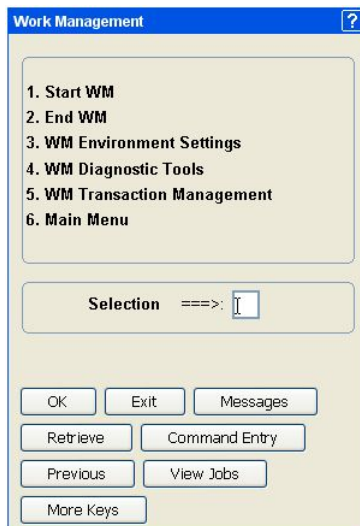 Work Management ?
1. Start WM
2. End WM
3. WM Environment Settings
4. WM Diagnostic Tools
5. WM Transaction Management
6. Main Menu
Selection ===>:
OK Exit Messages
Retrieve Command Entry
Previous View Jobs
More Keys